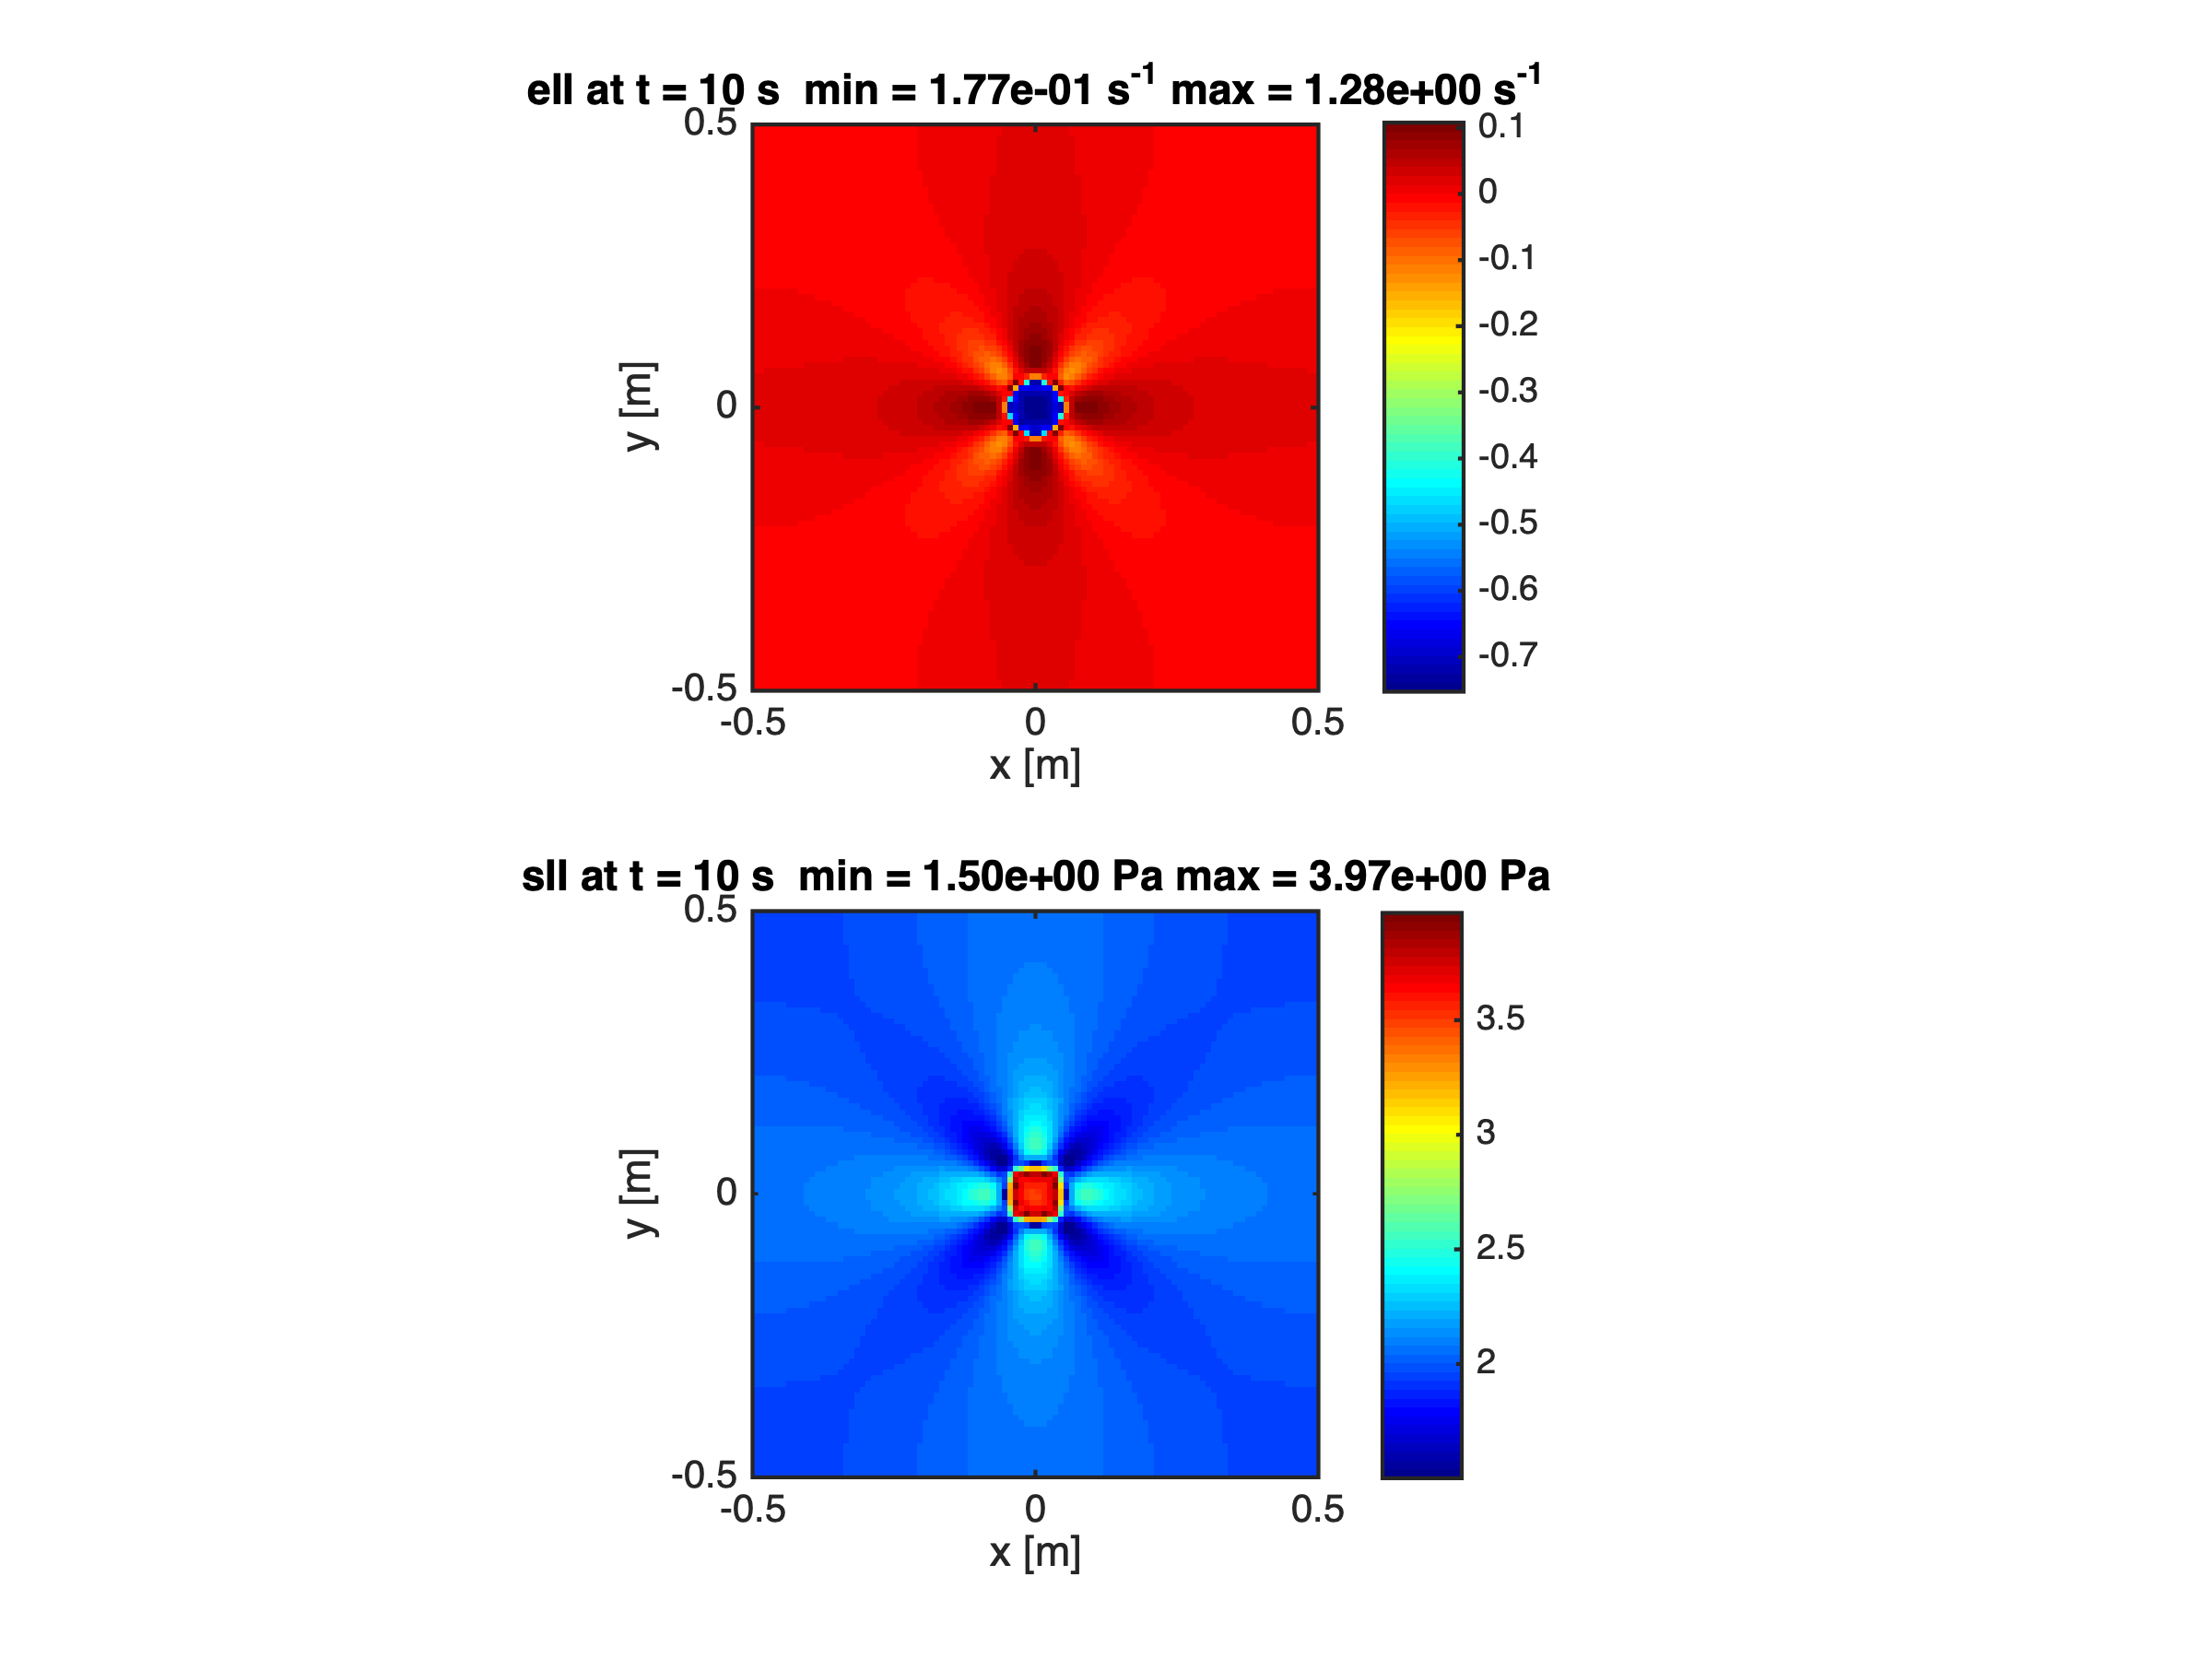 eII at t = 10 s  min = 1.77e-01 s-1 max = 1.28e+00 s-1
0.5
0
-0.5
y [m]
-0.5 0 0.5
x [m]
0.1
0
-0.1
-0.2
-0.3
-0.4
-0.5
-0.6
-0.7
sII at t = 10 s  min = 1.50e+00 Pa max = 3.97e+00 Pa
0.5
0
-0.5
y [m]
-0.5 0 0.5
x [m]
3.5
3
2.5
2